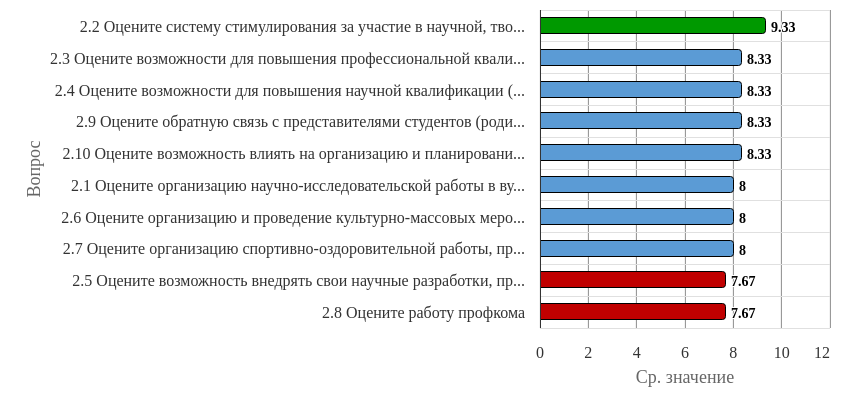 2.2 Оцените систему стимулирования за участие в научной, тво... 9.33
2.3 Оцените возможности для повышения профессиональной квали... 8.33
2.4 Оцените возможности для повышения научной квалификации (... 8.33
2.9 Оцените обратную связь с представителями студентов (роди... 8.33
2.10 Оцените возможность влиять на организацию и планировани... 8.33
2.1 Оцените организацию научно-исследовательской работы в ву... 8
2.6 Оцените организацию и проведение культурно-массовых меро... 8
2.7 Оцените организацию спортивно-оздоровительной работы, пр... 8
2.5 Оцените возможность внедрять свои научные разработки, пр... 7.67
2.8 Оцените работу профкома 7.67
Вопрос
0 2 4 6 8 10 12
Ср. значение